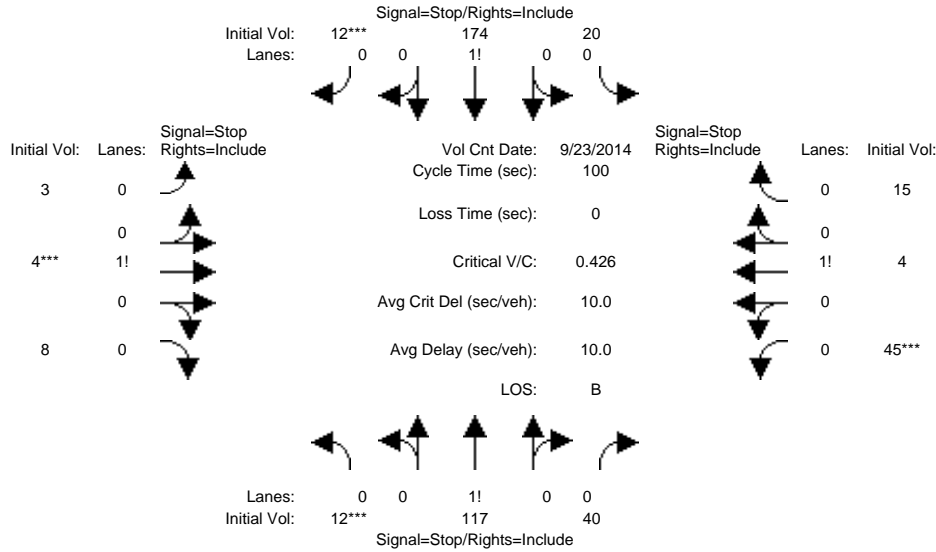 Signal=Stop/Rights=Include
Initial Vol: 12*** 174 20
Lanes: 0 0 1! 0 0
Signal=Stop Signal=Stop
Initial Vol: Lanes: Rights=Include Vol Cnt Date: 9/23/2014 Rights=Include Lanes: Initial Vol:
Cycle Time (sec): 100
3 0 0 15
Loss Time (sec): 0
0 0
4*** 1! Critical V/C: 0.426 1! 4
0 Avg Crit Del (sec/veh): 10.0 0
8 0 Avg Delay (sec/veh): 10.0 0 45***
LOS: B
Lanes: 0 0 1! 0 0
Initial Vol: 12*** 117 40
Signal=Stop/Rights=Include